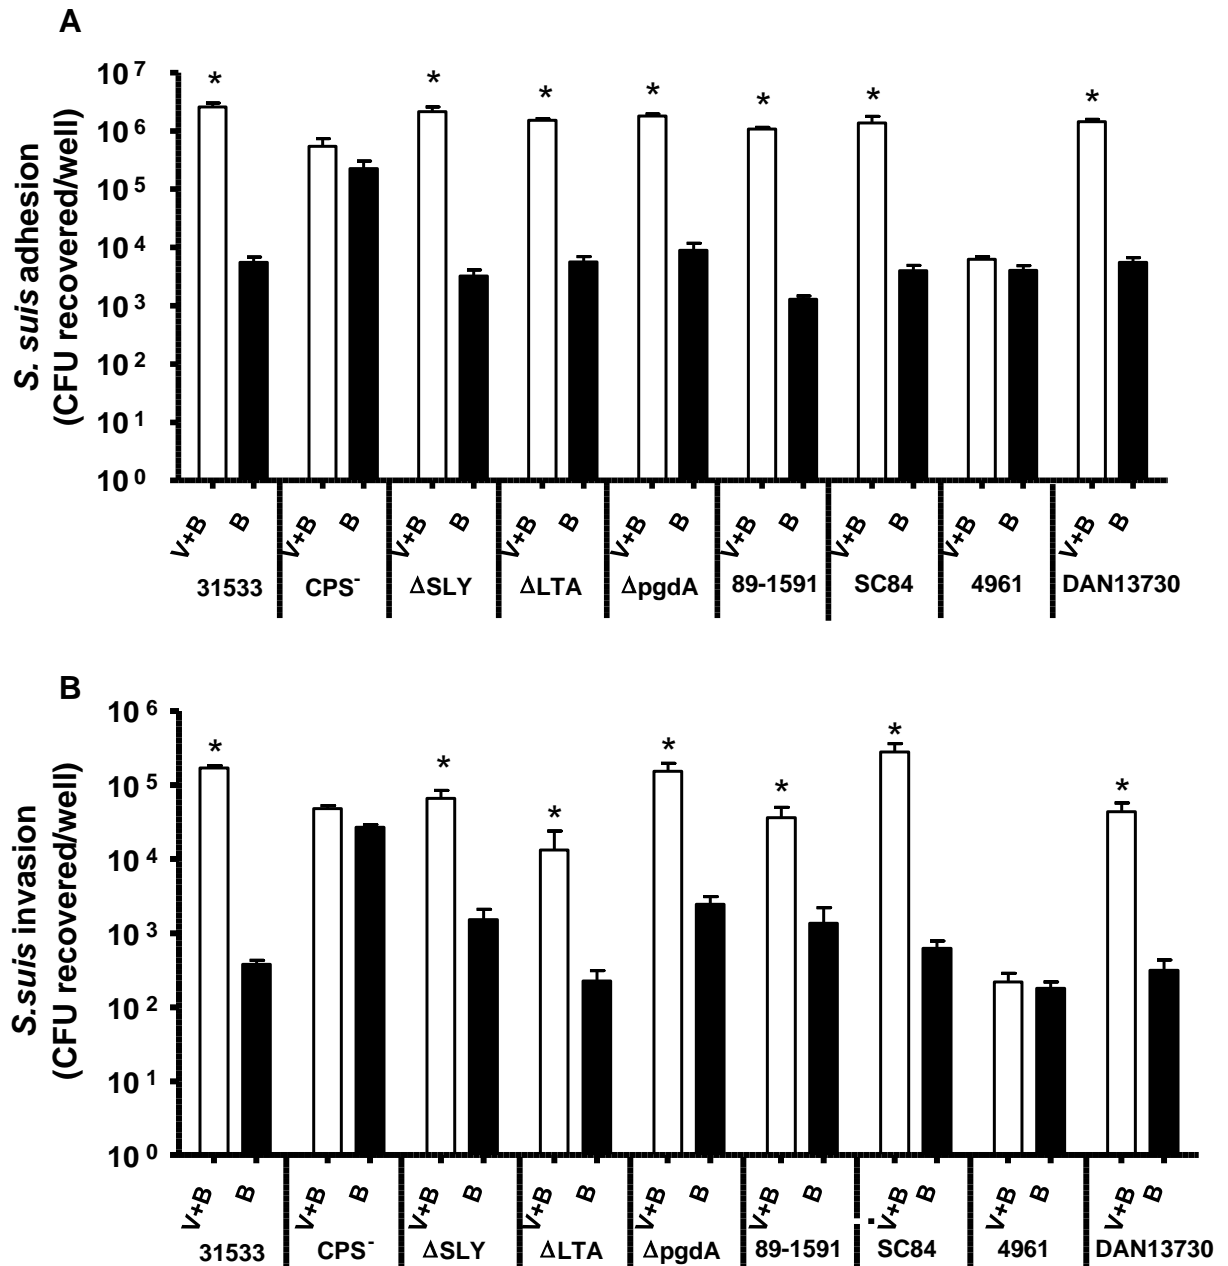 A
S. suis adhesion
(CFU recovered/well)
10⁷
10⁶
10⁵
10⁴
10³
10²
10¹
10⁰
* * * * * * *
V+B B V+B B V+B B V+B B V+B B V+B B V+B B V+B B V+B B
31533 CPS⁻ ΔSLY ΔLTA ΔpgdA 89-1591 SC84 4961 DAN13730
B
S.suis invasion
(CFU recovered/well)
10⁶
10⁵
10⁴
10³
10²
10¹
10⁰
* * * * * * *
V+B B V+B B V+B B V+B B V+B B V+B B V+B B V+B B V+B B
31533 CPS⁻ ΔSLY ΔLTA ΔpgdA 89-1591 SC84 4961 DAN13730